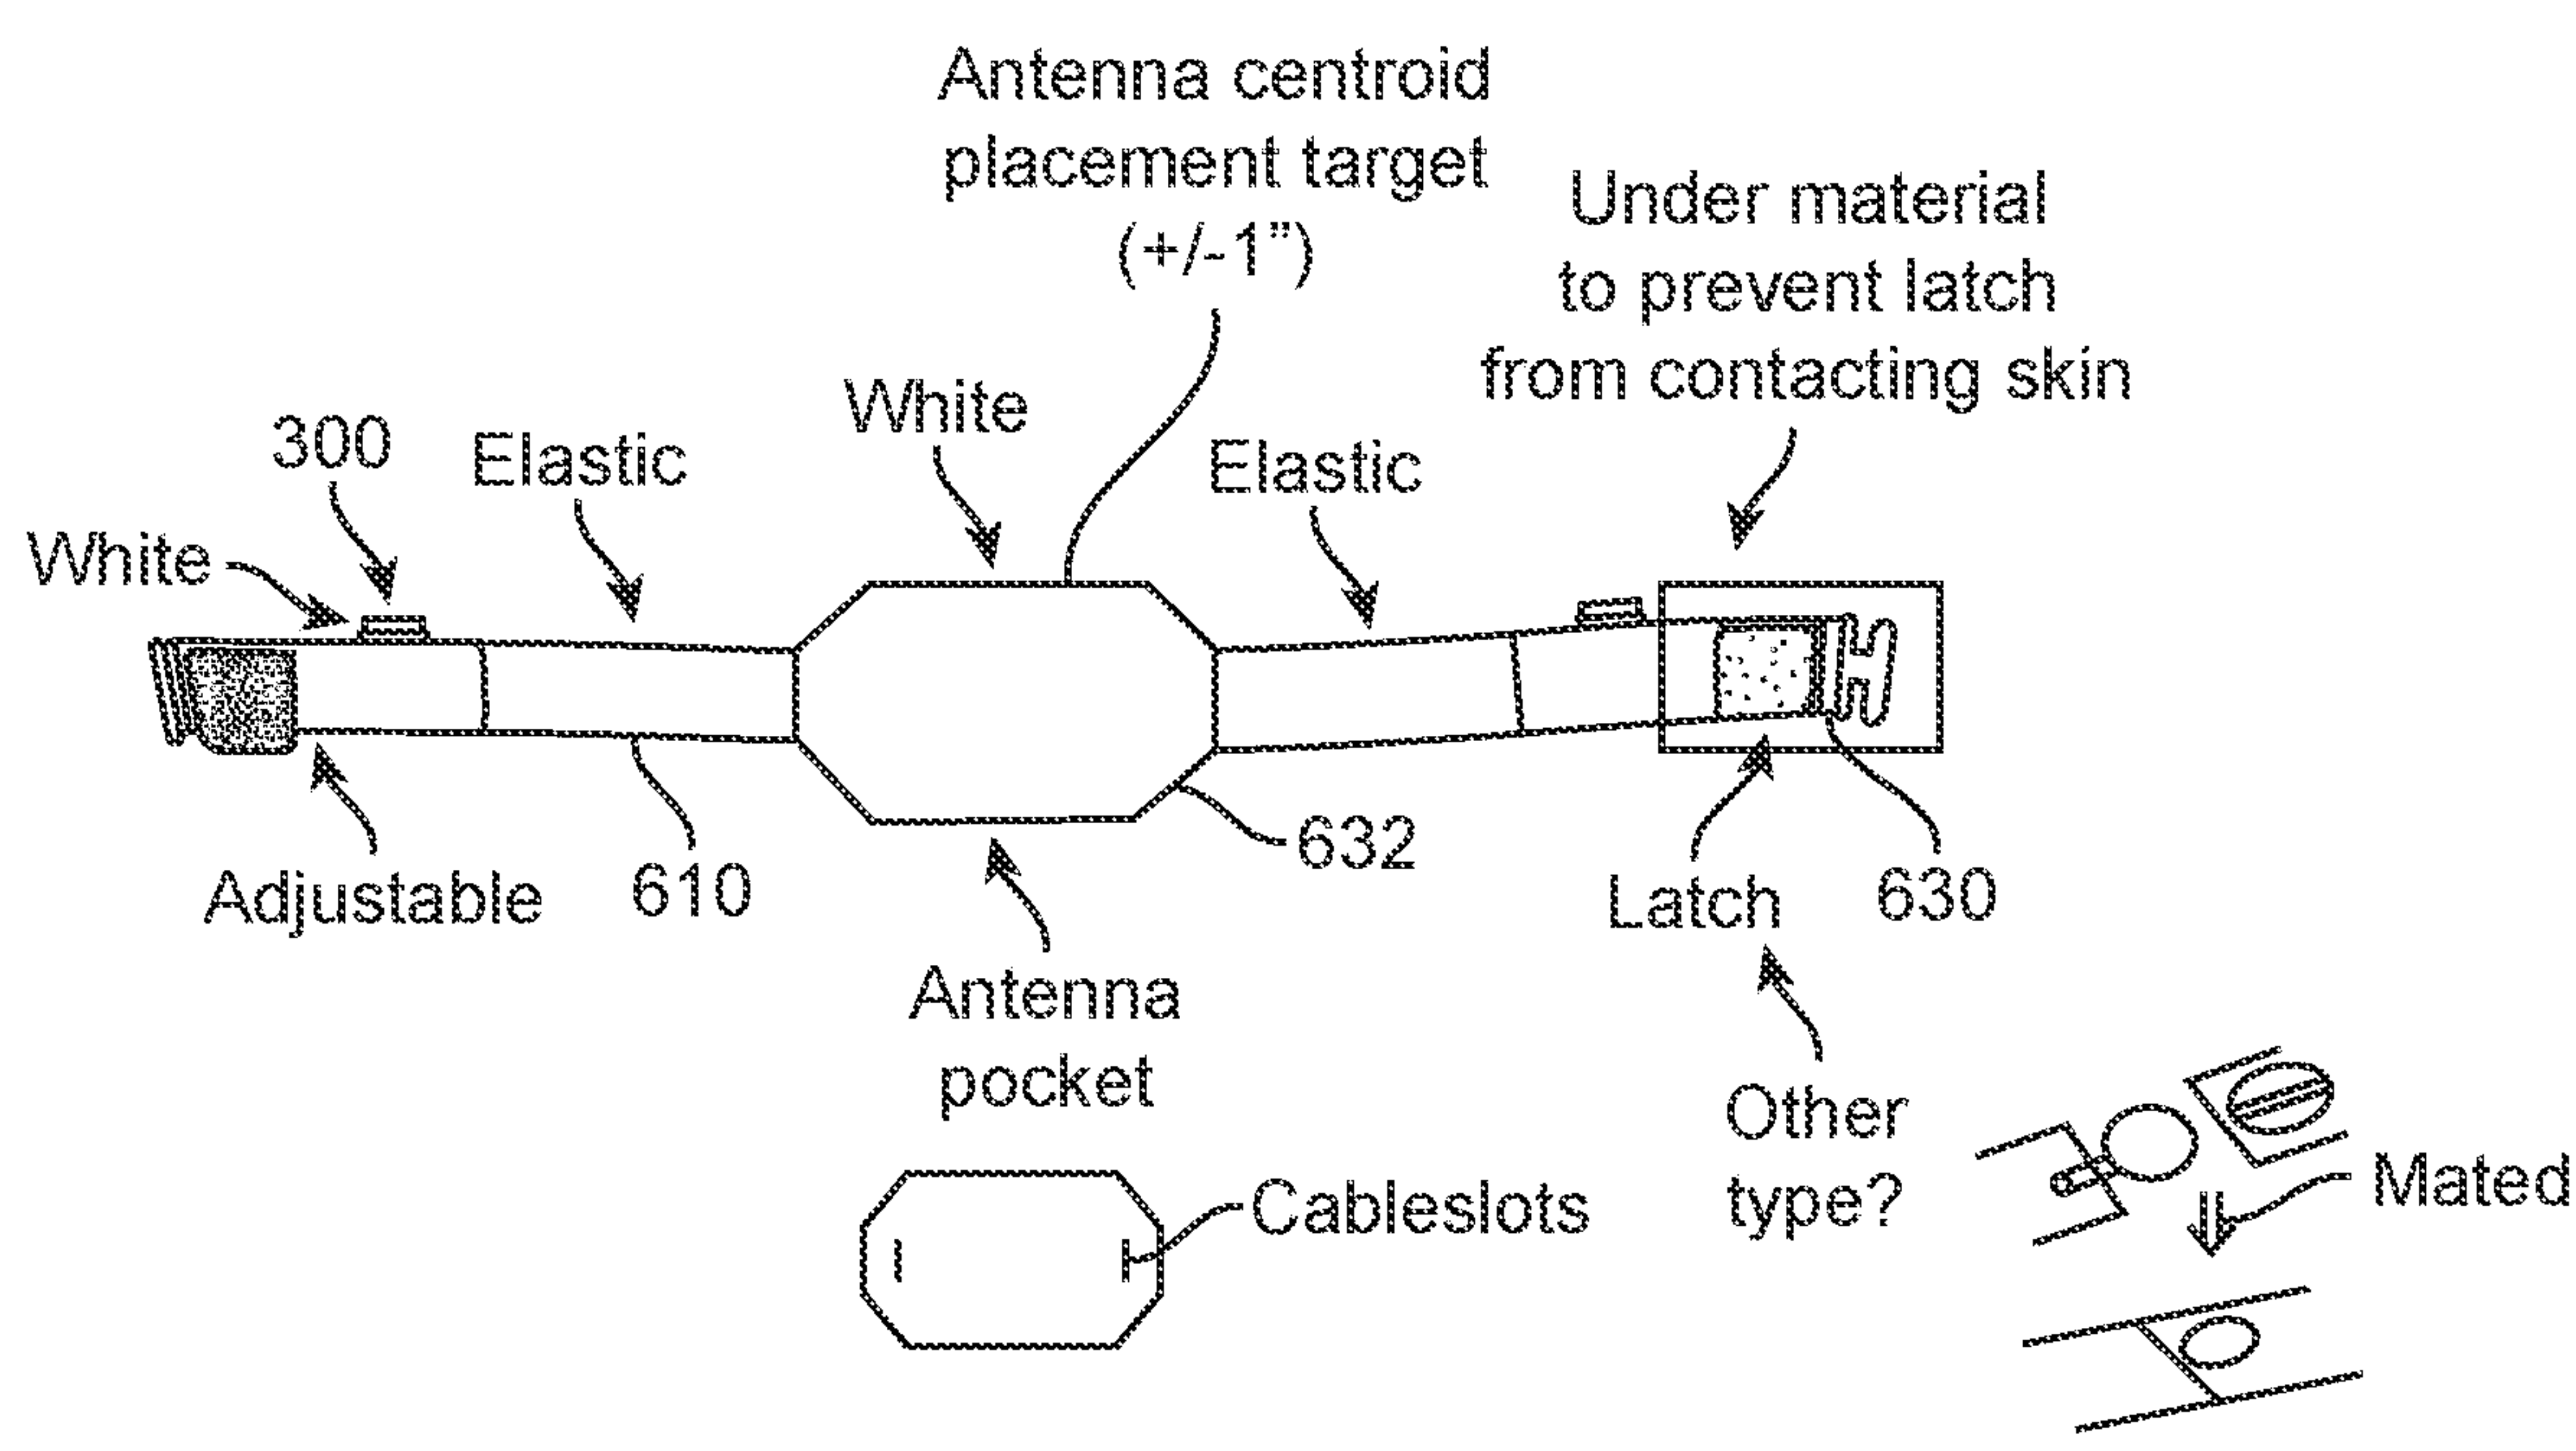 Antenna centroid
placement target
(+/-1")
Under material
to prevent latch
from contacting skin
White
300
Elastic
Elastic
White
Adjustable
610
632
Latch
630
Antenna
pocket
Other
type?
Cableslots
Mated